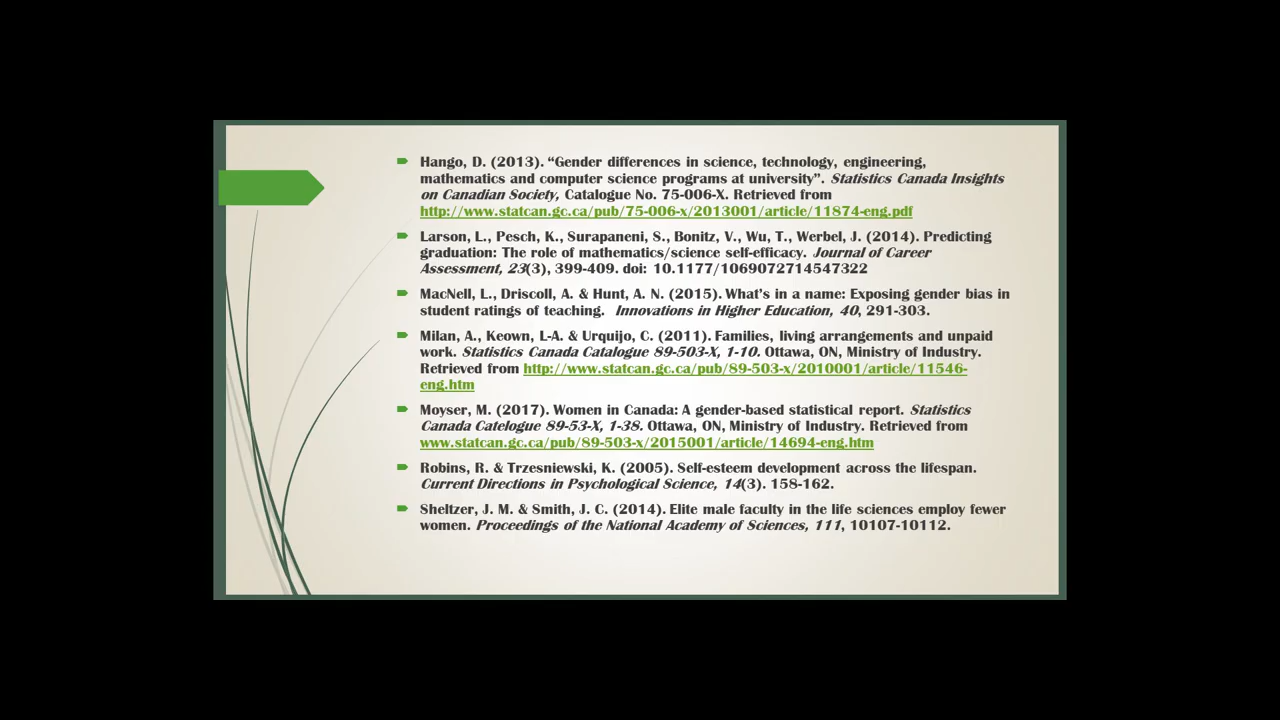 Hango, D. (2013). “Gender differences in science, technology, engineering,
mathematics and computer science programs at university”. Statistics Canada Insights
on Canadian Society, Catalogue No. 75-006-X. Retrieved from
http://www.statcan.gc.ca/pub/75-006-x/2013001/article/11874-eng.pdf
Larson, L., Pesch, K., Surapaneni, S., Bonitz, V., Wu, T., Werbel, J. (2014). Predicting
graduation: The role of mathematics/science self-efficacy. Journal of Career
Assessment, 23(3), 399-409. doi: 10.1177/1069072714547322
MacNell, L., Driscoll, A. & Hunt, A. N. (2015). What’s in a name: Exposing gender bias in
student ratings of teaching. Innovations in Higher Education, 40, 291-303.
Milan, A., Keown, L-A. & Urquijo, C. (2011). Families, living arrangements and unpaid
work. Statistics Canada Catalogue 89-503-X, 1-10. Ottawa, ON, Ministry of Industry.
Retrieved from http://www.statcan.gc.ca/pub/89-503-x/2010001/article/11546-
eng.htm
Moyser, M. (2017). Women in Canada: A gender-based statistical report. Statistics
Canada Catelogue 89-53-X, 1-38. Ottawa, ON, Ministry of Industry. Retrieved from
www.statcan.gc.ca/pub/89-503-x/2015001/article/14694-eng.htm
Robins, R. & Trzesniewski, K. (2005). Self-esteem development across the lifespan.
Current Directions in Psychological Science, 14(3). 158-162.
Sheltzer, J. M. & Smith, J. C. (2014). Elite male faculty in the life sciences employ fewer
women. Proceedings of the National Academy of Sciences, 111, 10107-10112.